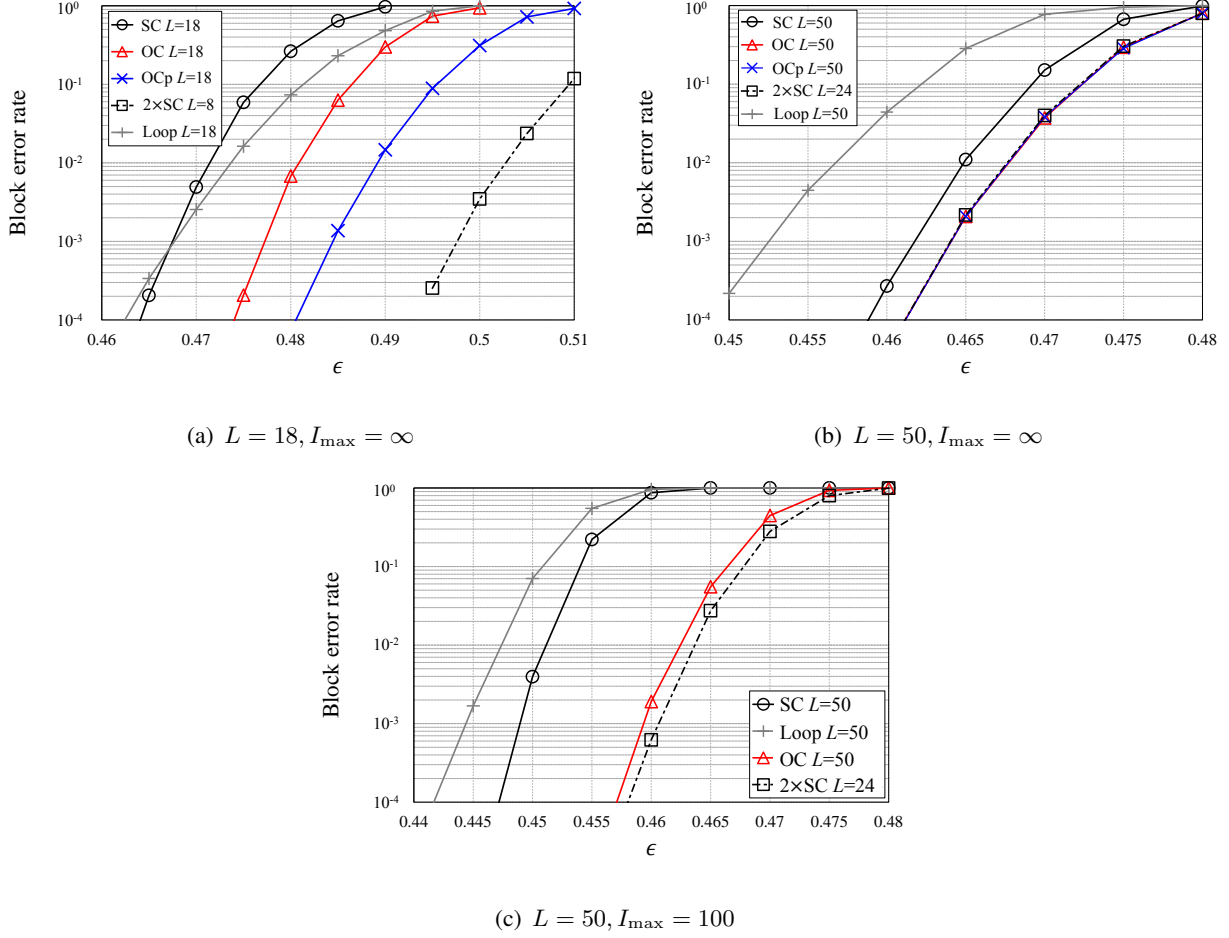 10^0
10^-1
10^-2
10^-3
10^-4
Block error rate
SC L=18
OC L=18
OCp L=18
2×SC L=8
Loop L=18
0.46 0.47 0.48 0.49 0.5 0.51
ϵ
(a) L = 18, I_max = ∞
10^0
10^-1
10^-2
10^-3
10^-4
Block error rate
SC L=50
OC L=50
OCp L=50
2×SC L=24
Loop L=50
0.45 0.455 0.46 0.465 0.47 0.475 0.48
ϵ
(b) L = 50, I_max = ∞
10^0
10^-1
10^-2
10^-3
10^-4
Block error rate
SC L=50
Loop L=50
OC L=50
2×SC L=24
0.44 0.445 0.45 0.455 0.46 0.465 0.47 0.475 0.48
ϵ
(c) L = 50, I_max = 100